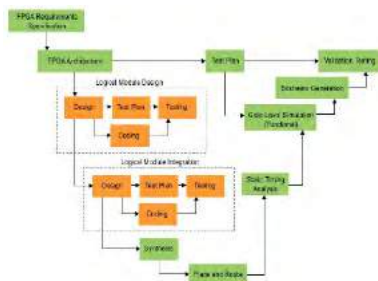 FPGA Requirements
Specification
FPGA Architecture
Test Plan
Validation Testing
Logical Module Design
Bitstream Generation
Design
Test Plan
Testing
Gate Level Simulation
(Functional)
Coding
Logical Module Integration
Design
Test Plan
Testing
Static Timing
Analysis
Coding
Synthesis
Place and Route